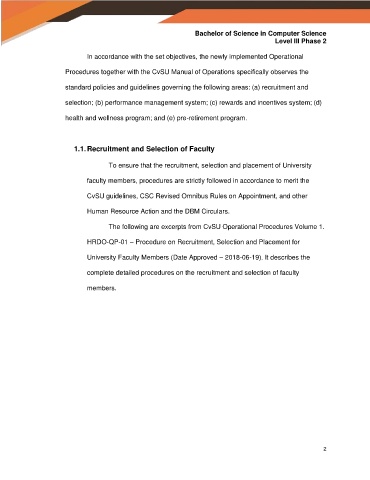 Bachelor of Science in Computer Science
Level III Phase 2
In accordance with the set objectives, the newly implemented Operational
Procedures together with the CvSU Manual of Operations specifically observes the
standard policies and guidelines governing the following areas: (a) recruitment and
selection; (b) performance management system; (c) rewards and incentives system; (d)
health and wellness program; and (e) pre-retirement program.
1.1. Recruitment and Selection of Faculty
To ensure that the recruitment, selection and placement of University
faculty members, procedures are strictly followed in accordance to merit the
CvSU guidelines, CSC Revised Omnibus Rules on Appointment, and other
Human Resource Action and the DBM Circulars.
The following are excerpts from CvSU Operational Procedures Volume 1.
HRDO-QP-01 – Procedure on Recruitment, Selection and Placement for
University Faculty Members (Date Approved – 2018-06-19). It describes the
complete detailed procedures on the recruitment and selection of faculty
members.
2